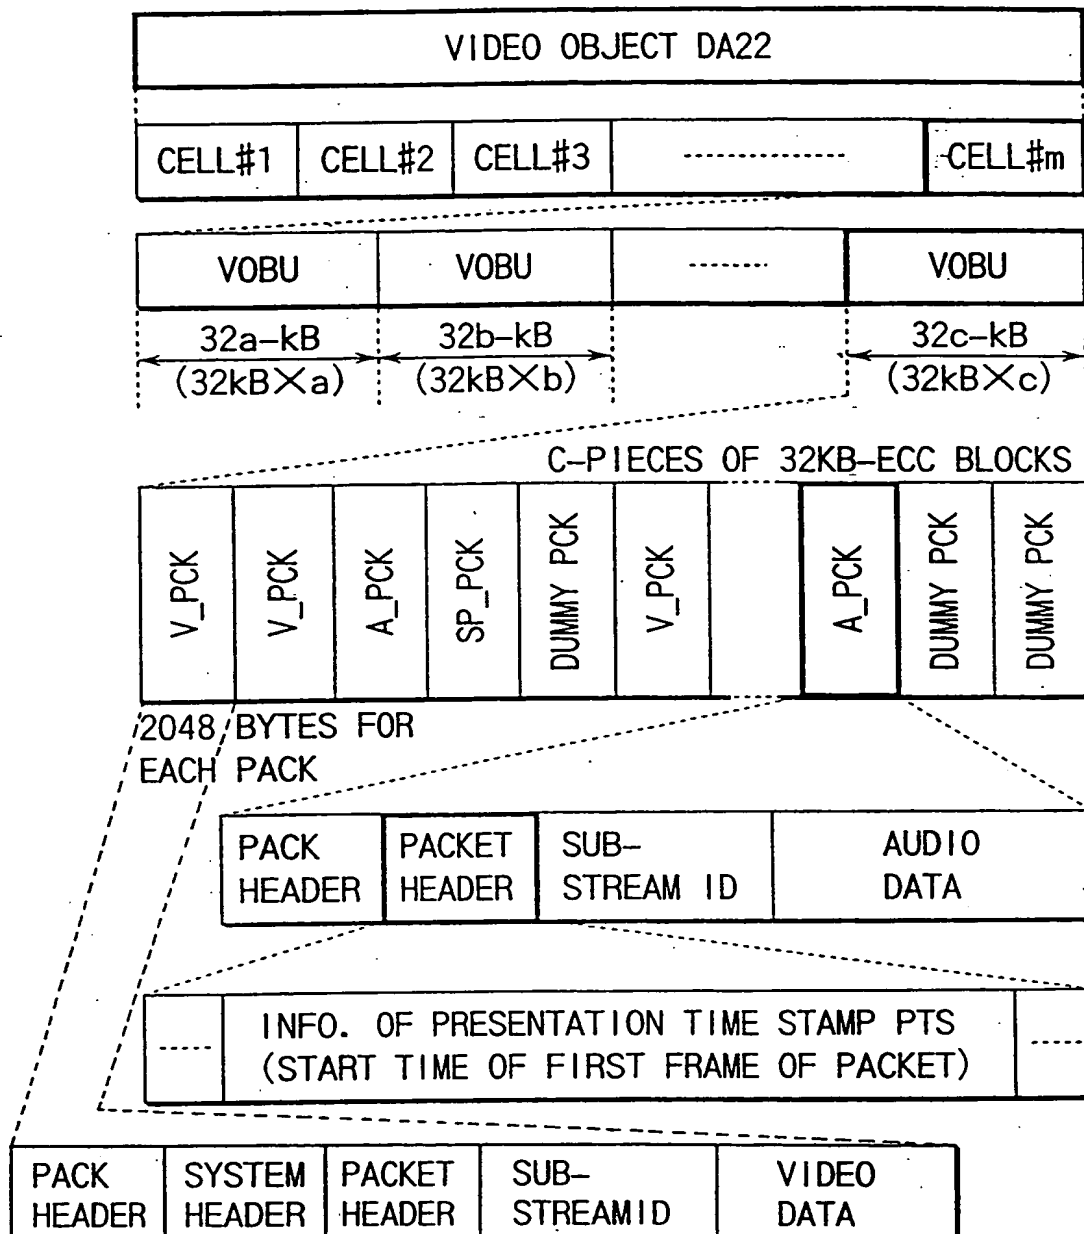 VIDEO OBJECT DA22
CELL#1 CELL#2 CELL#3 CELL#m
VOBU VOBU VOBU
32a-kB 32b-kB 32c-kB
(32kB×a) (32kB×b) (32kB×c)
C-PIECES OF 32KB-ECC BLOCKS
V_PCK V_PCK A_PCK SP_PCK DUMMY PCK V_PCK A_PCK DUMMY PCK DUMMY PCK
2048 BYTES FOR
EACH PACK
PACK PACKET SUB- AUDIO
HEADER HEADER STREAM ID DATA
INFO. OF PRESENTATION TIME STAMP PTS
(START TIME OF FIRST FRAME OF PACKET)
PACK SYSTEM PACKET SUB- VIDEO
HEADER HEADER HEADER STREAMID DATA